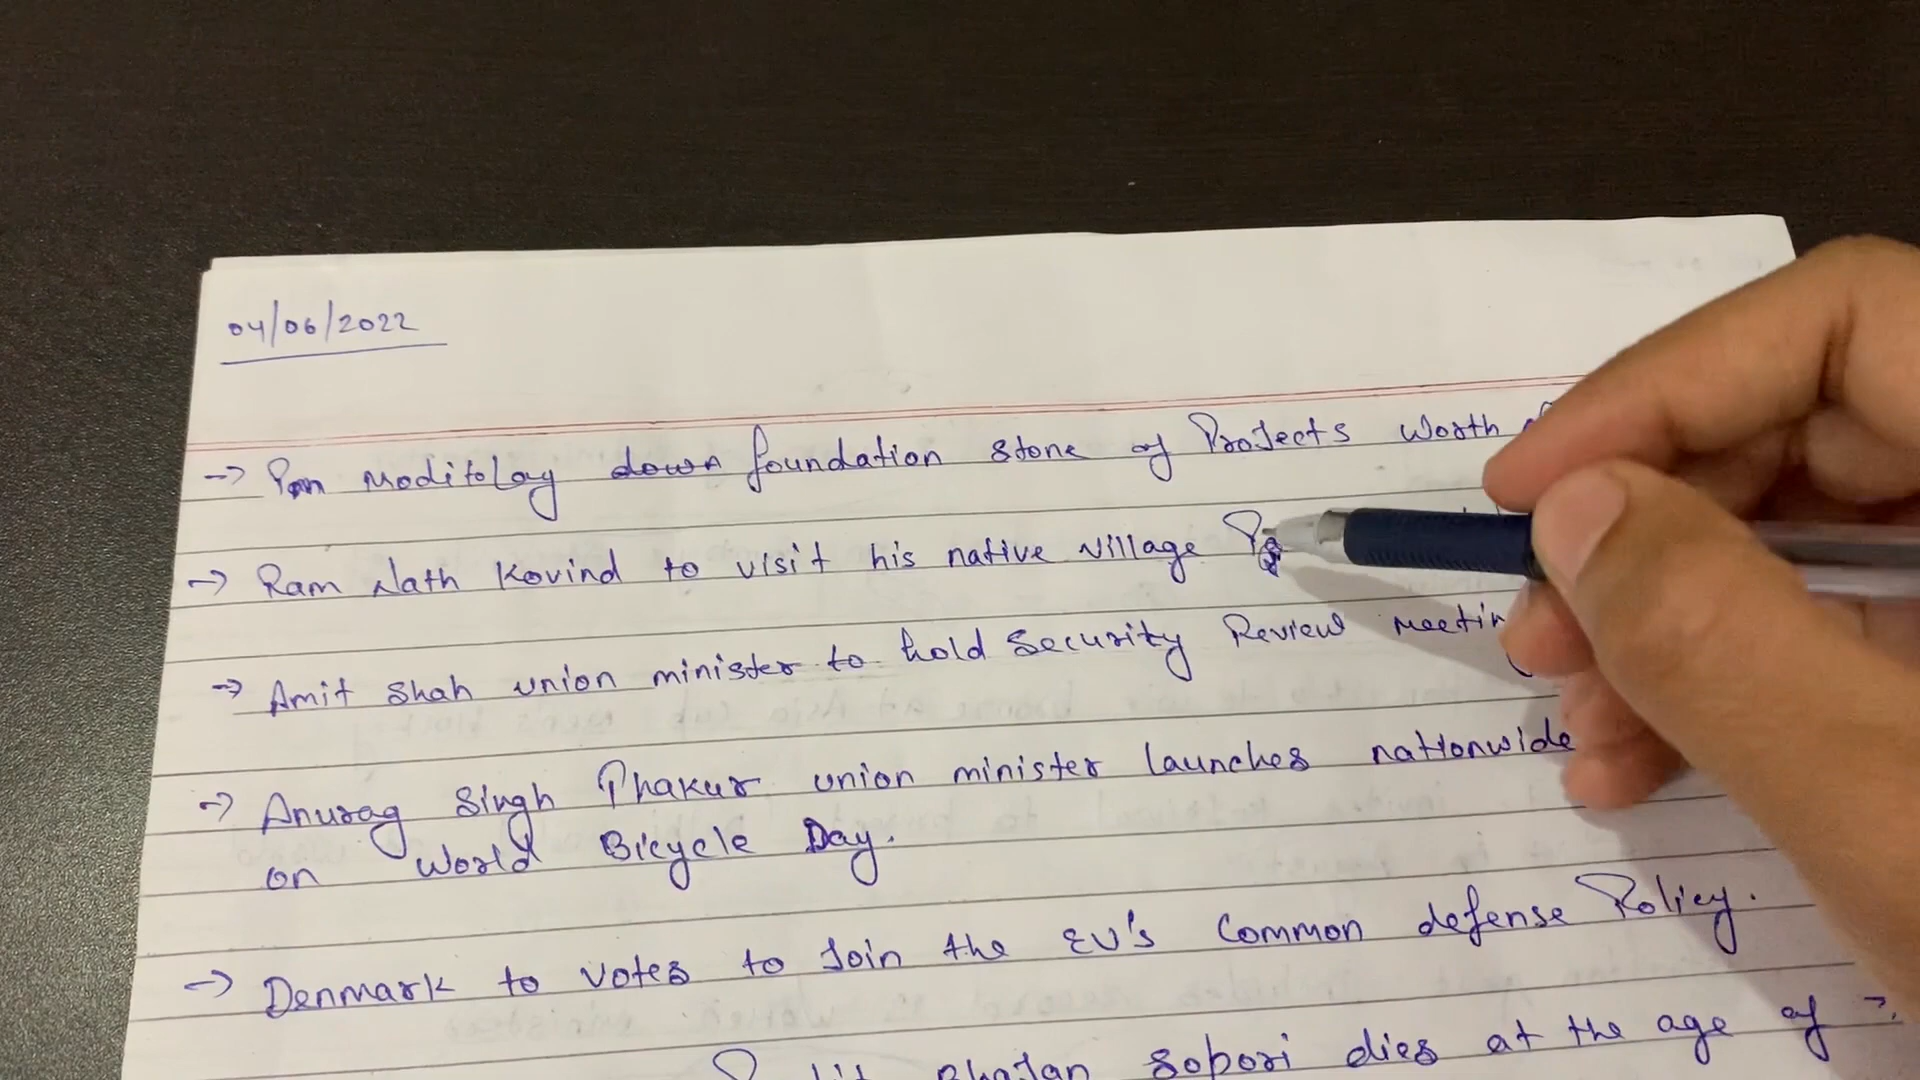 04/06/2022
-> Pm Modi to lay down foundation stone of Projects worth
-> Ram Nath Kovind to visit his native village
-> Amit Shah union minister to hold Security Review
-> Anurag Singh Thakur union minister launches nationwide
on World Bicycle Day.
-> Denmark to votes to Join the EU's Common defense Policy.
Sopori dies at the age of